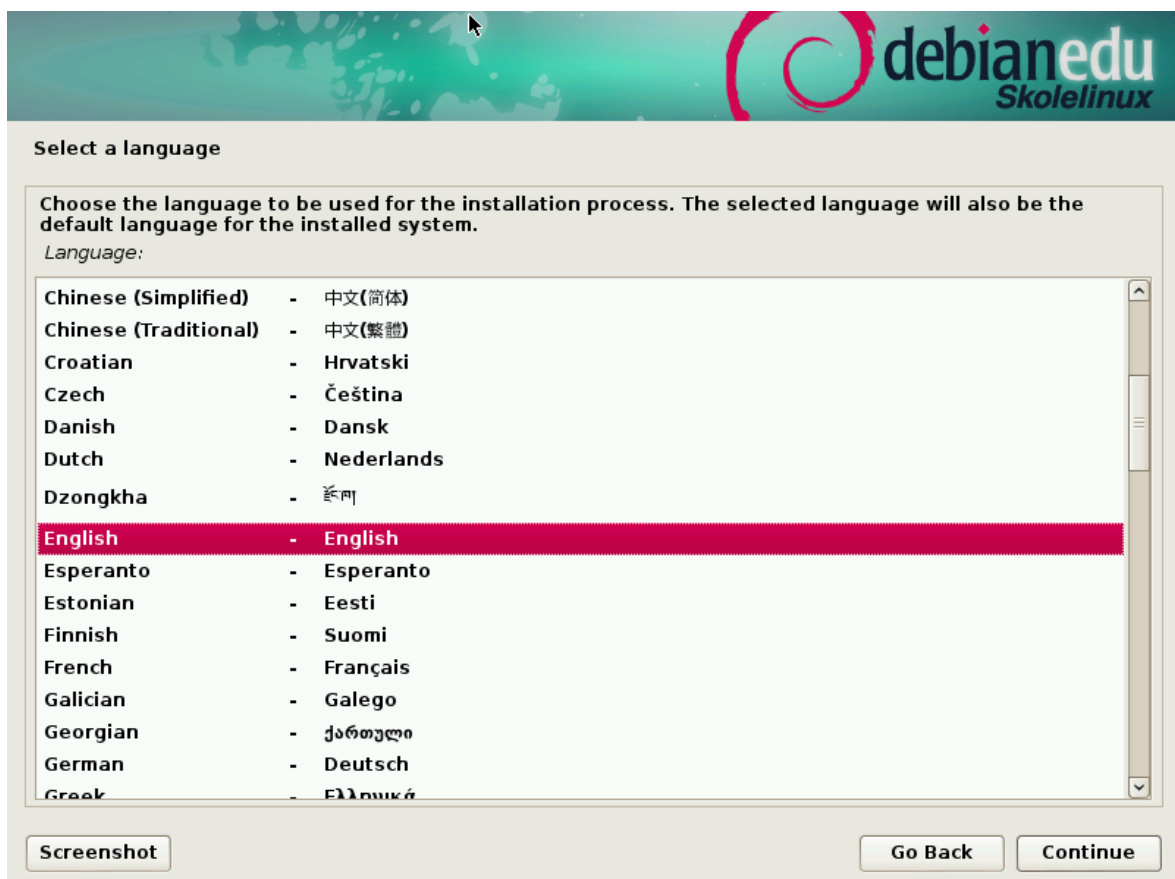 debianedu
Skolelinux
Select a language
Choose the language to be used for the installation process. The selected language will also be the
default language for the installed system.
Language:
Chinese (Simplified) - 中文(简体)
Chinese (Traditional) - 中文(繁體)
Croatian - Hrvatski
Czech - Čeština
Danish - Dansk
Dutch - Nederlands
Dzongkha - རྫོང་ཁ།
English - English
Esperanto - Esperanto
Estonian - Eesti
Finnish - Suomi
French - Français
Galician - Galego
Georgian - ქართული
German - Deutsch
Greek - Ελληνικά
Screenshot Go Back Continue